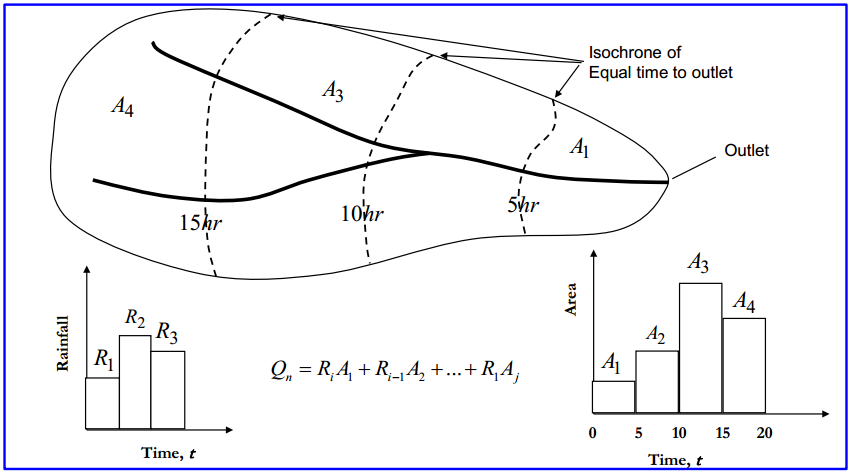 Isochrone of
Equal time to outlet
A₃
A₄
A₁
Outlet
15hr
10hr
5hr
Rainfall
R₁
R₂
R₃
Time, t
Qₙ = RᵢA₁ + Rᵢ₋₁A₂ + ... + R₁Aⱼ
Area
A₁
A₂
A₃
A₄
0 5 10 15 20
Time, t